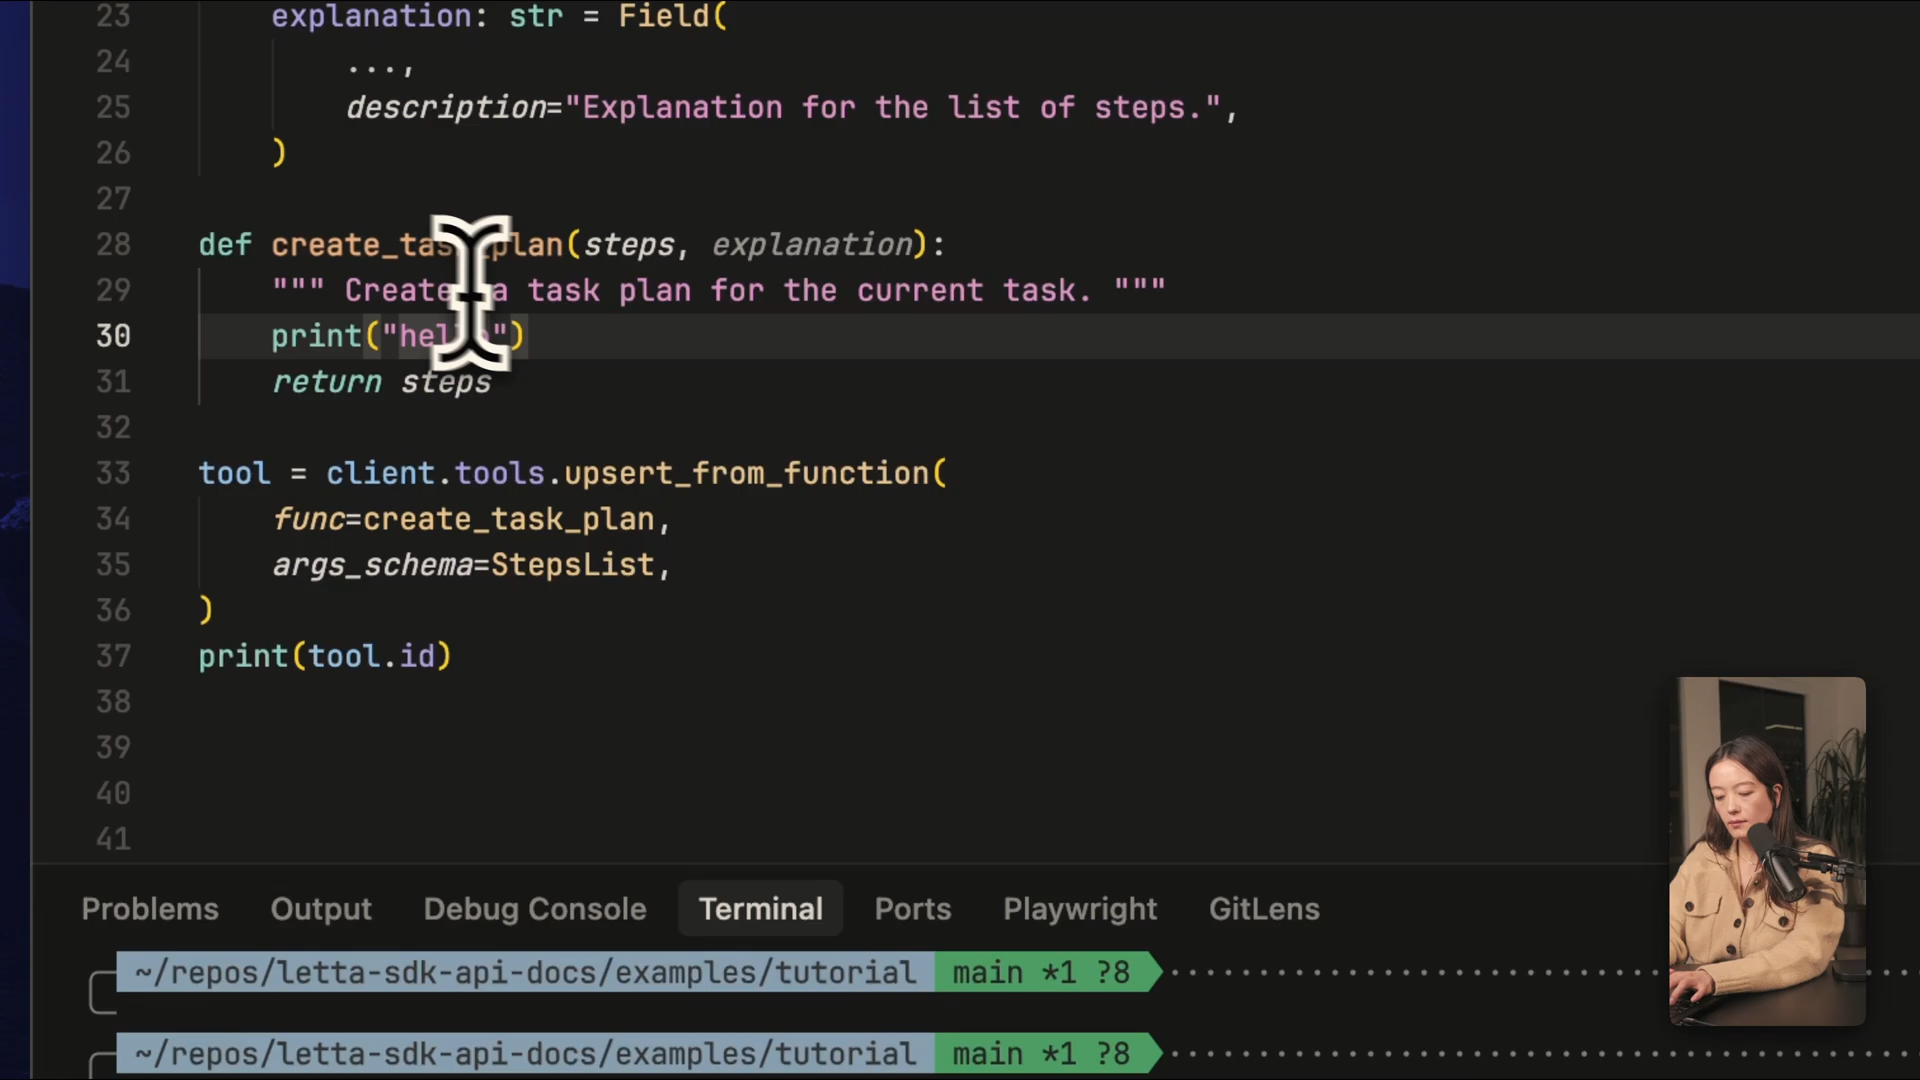 23 explanation: str = Field(
24 ...,
25 description="Explanation for the list of steps.",
26 )
27
28 def create_task_plan(steps, explanation):
29 """ Create a task plan for the current task. """
30 print("hello")
31 return steps
32
33 tool = client.tools.upsert_from_function(
34 func=create_task_plan,
35 args_schema=StepsList,
36 )
37 print(tool.id)
38
39
40
41
Problems Output Debug Console Terminal Ports Playwright GitLens
~/repos/letta-sdk-api-docs/examples/tutorial main *1 ?8
~/repos/letta-sdk-api-docs/examples/tutorial main *1 ?8